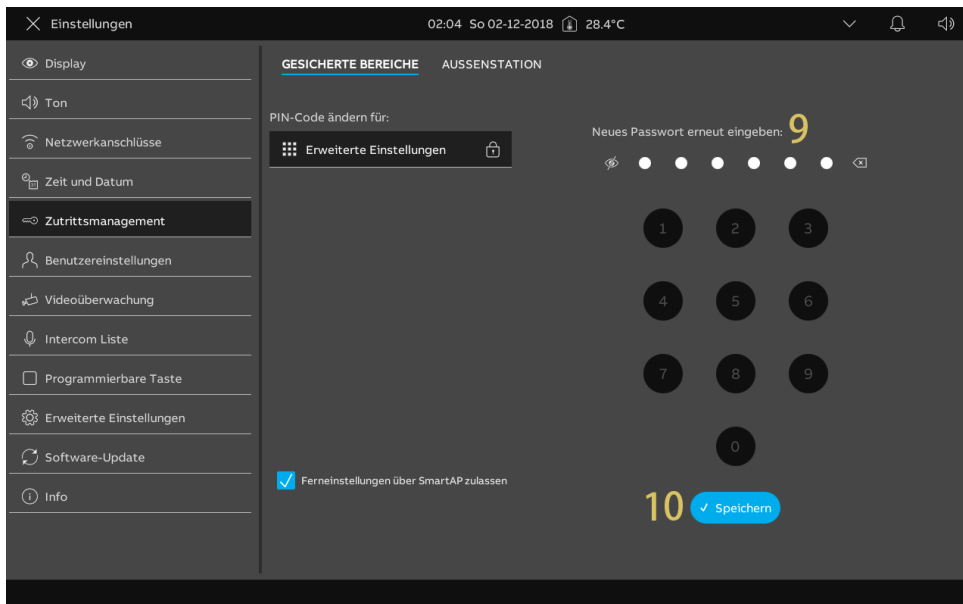 Einstellungen
02:04 So 02-12-2018 28.4°C
Display
Ton
Netzwerkanschlüsse
Zeit und Datum
Zutrittsmanagement
Benutzereinstellungen
Videoüberwachung
Intercom Liste
Programmierbare Taste
Erweiterte Einstellungen
Software-Update
Info
GESICHERTE BEREICHE AUSSENSTATION
PIN-Code ändern für:
Erweiterte Einstellungen
Ferneinstellungen über SmartAP zulassen
Neues Passwort erneut eingeben: 9
1 2 3
4 5 6
7 8 9
0
10 Speichern